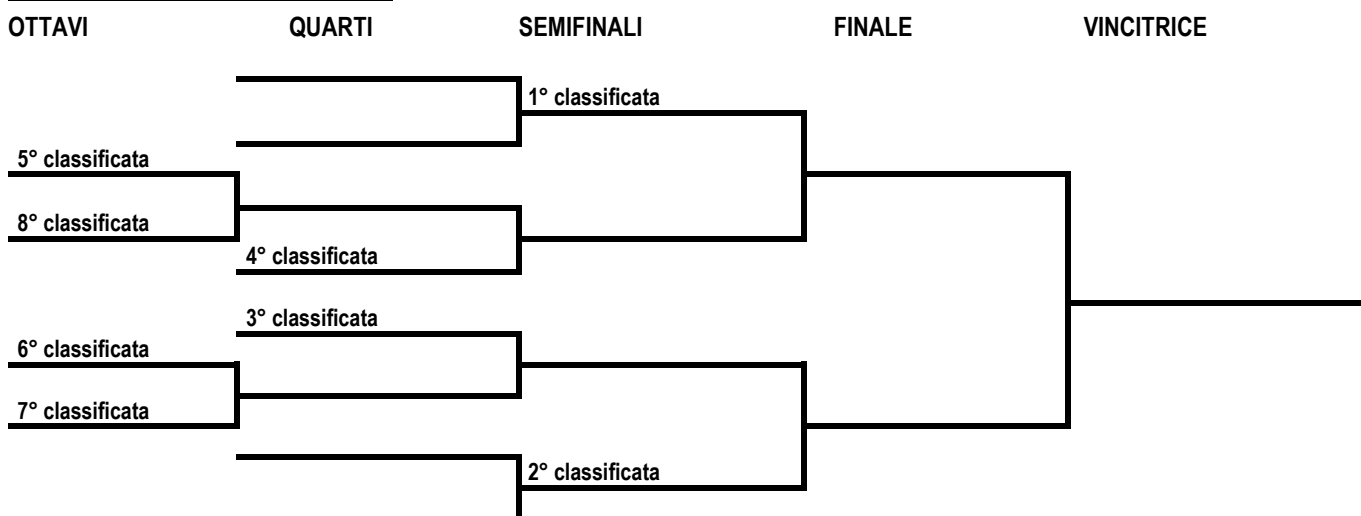 OTTAVI QUARTI SEMIFINALI FINALE VINCITRICE
1° classificata
5° classificata
8° classificata
4° classificata
3° classificata
6° classificata
7° classificata
2° classificata